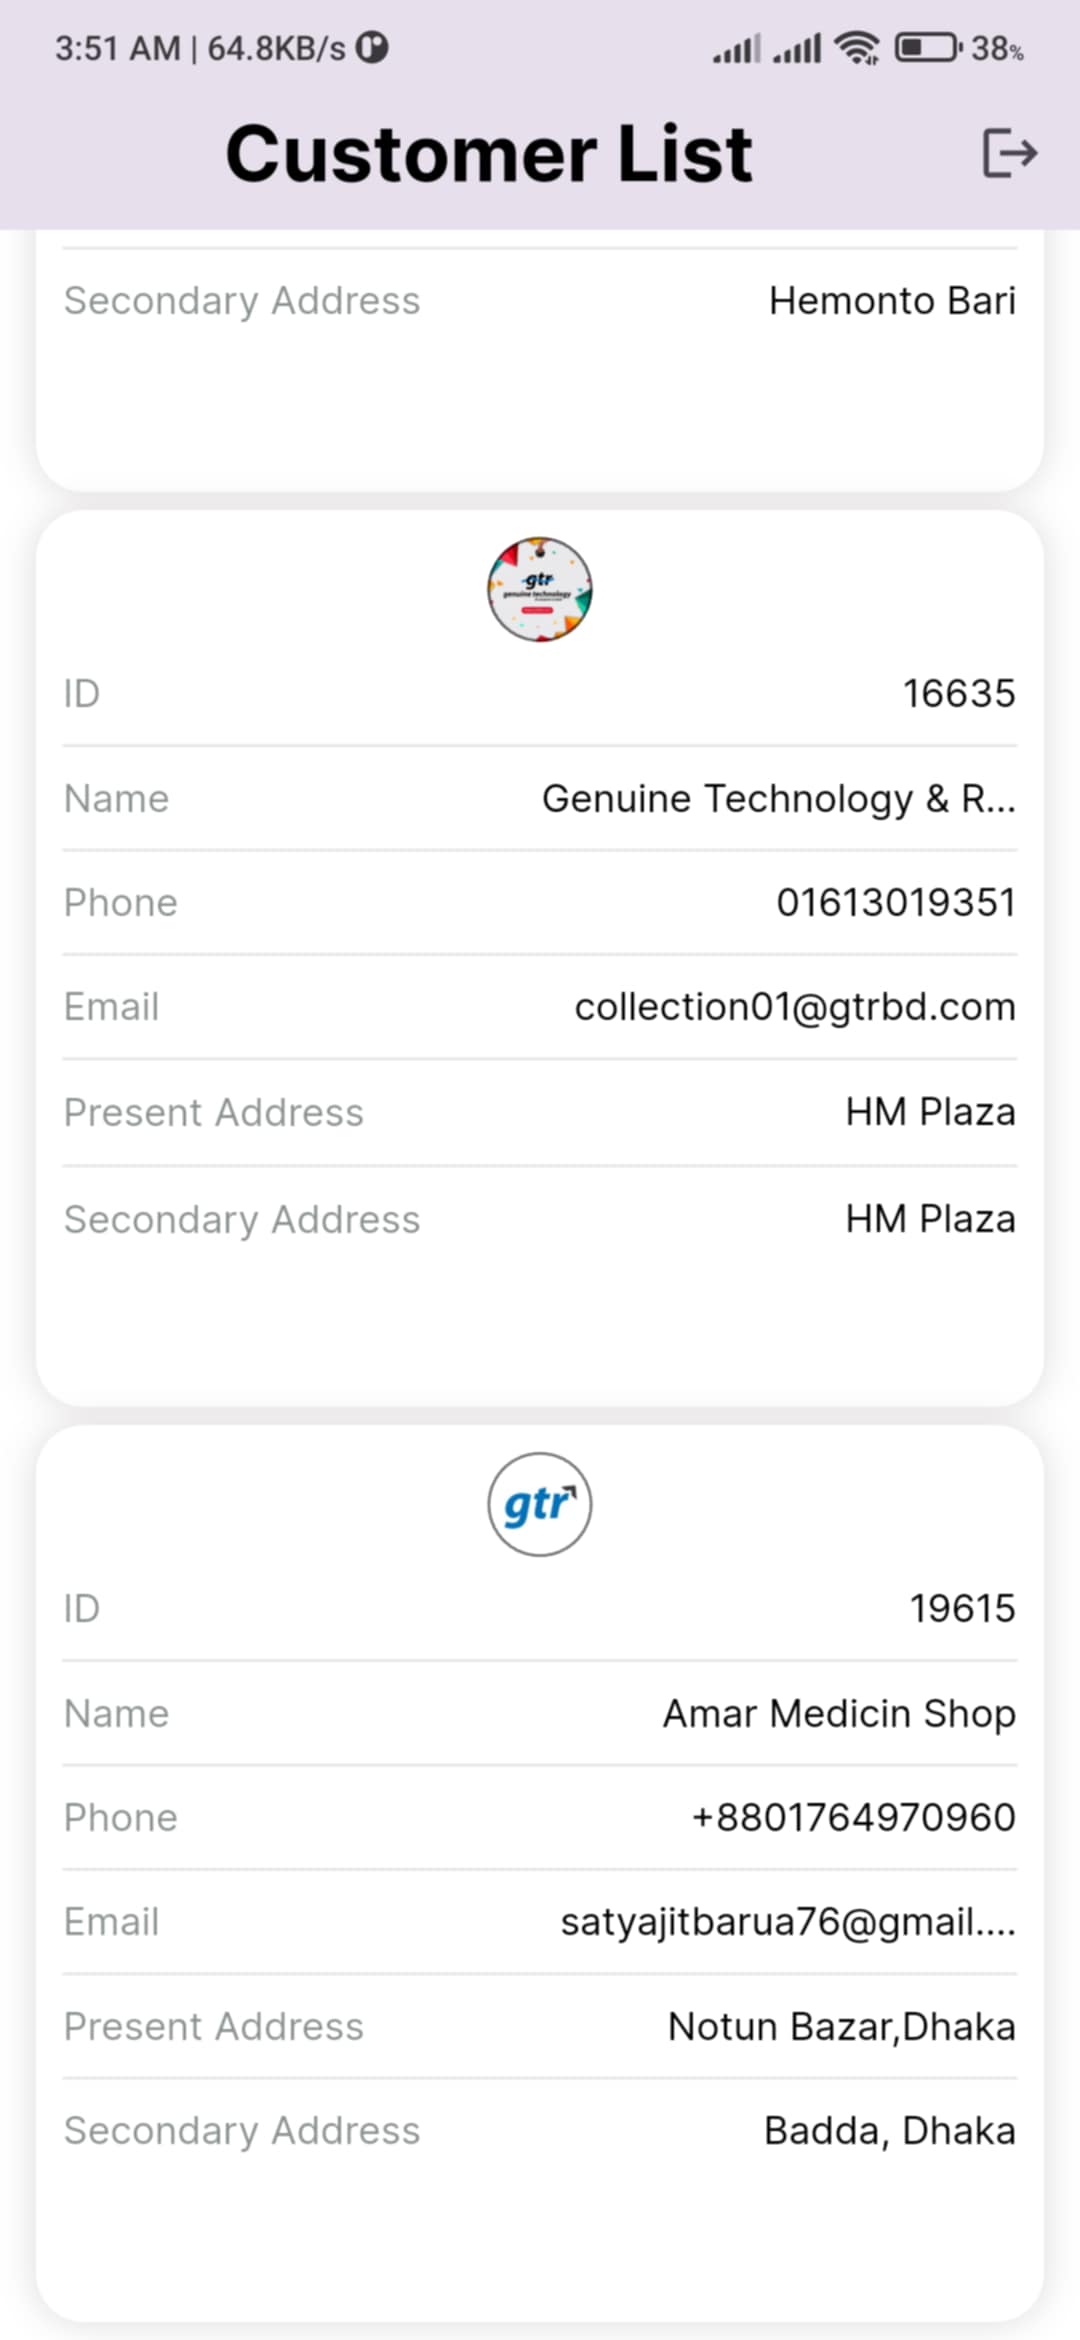 3:51 AM | 64.8KB/s
38%
Customer List
Secondary Address Hemonto Bari
gtr
genuine technology
ID 16635
Name Genuine Technology & R...
Phone 01613019351
Email collection01@gtrbd.com
Present Address HM Plaza
Secondary Address HM Plaza
gtr
ID 19615
Name Amar Medicin Shop
Phone +8801764970960
Email satyajitbarua76@gmail....
Present Address Notun Bazar,Dhaka
Secondary Address Badda, Dhaka